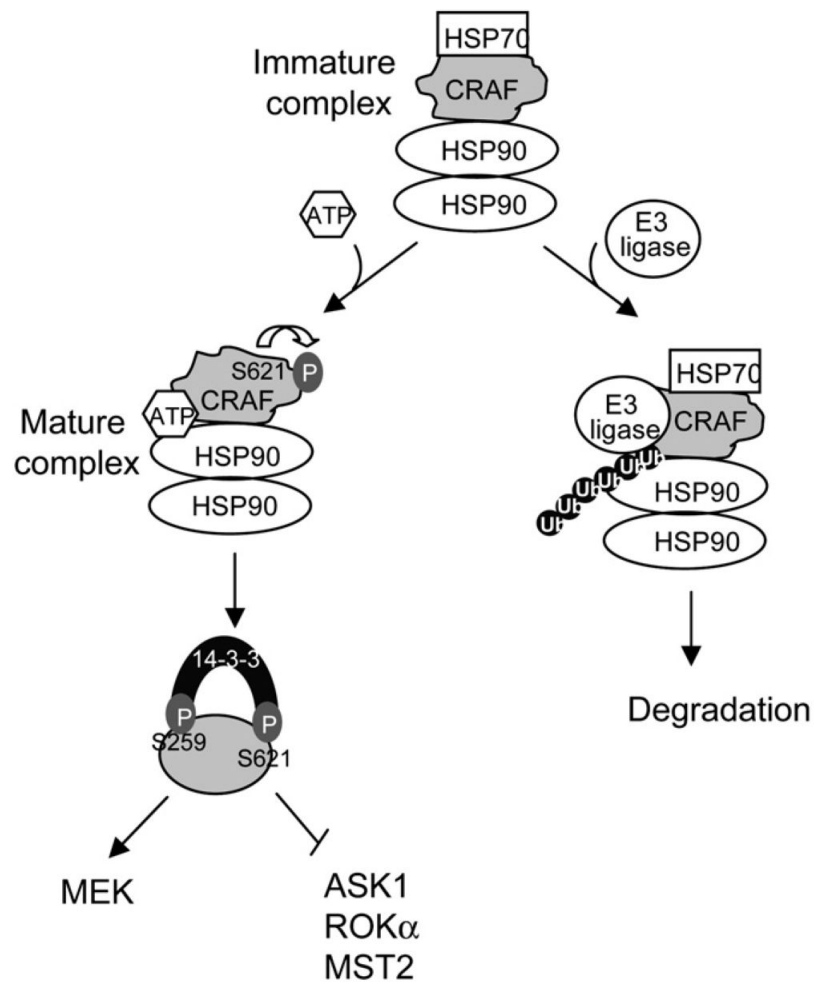 HSP70
Immature
complex
CRAF
HSP90
HSP90
ATP
E3
ligase
S621
P
CRAF
ATP
Mature
complex
HSP90
HSP90
HSP70
E3
ligase
CRAF
Ub
Ub
Ub
Ub
Ub
Ub
HSP90
HSP90
14-3-3
P
P
S259
S621
Degradation
MEK
ASK1
ROKα
MST2